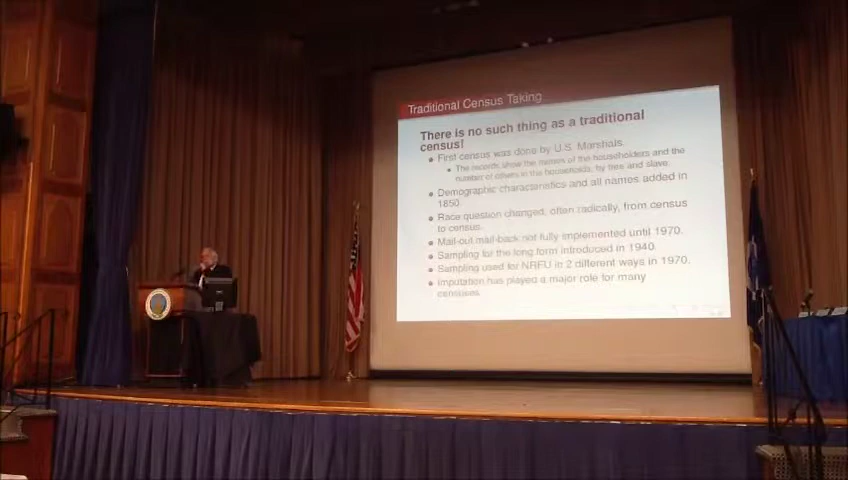 Traditional Census Taking
There is no such thing as a traditional
census!
First census was done by U.S. Marshals.
The records show the names of the householders and the
number of others in the households, by free and slave.
Demographic characteristics and all names added in
1850.
Race question changed, often radically, from census
to census.
Mail-out mail-back not fully implemented until 1970.
Sampling for the long form introduced in 1940.
Sampling used for NRFU in 2 different ways in 1970.
Imputation has played a major role for many
censuses.